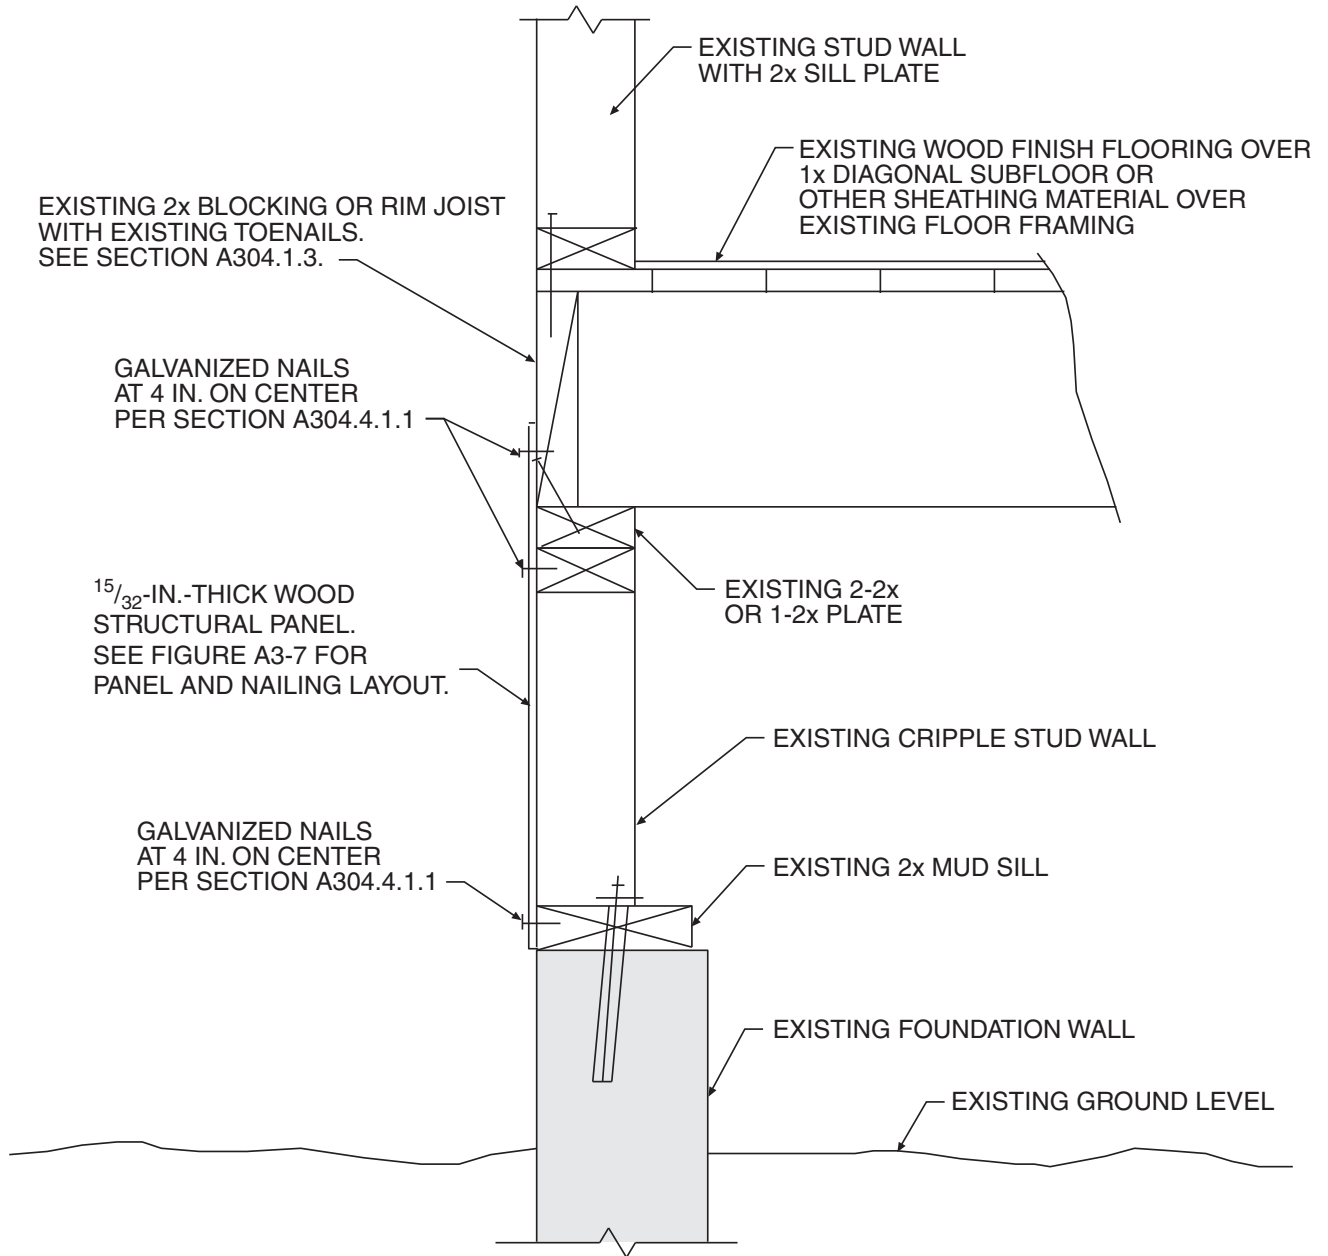 EXISTING STUD WALL
WITH 2x SILL PLATE
EXISTING WOOD FINISH FLOORING OVER
1x DIAGONAL SUBFLOOR OR
OTHER SHEATHING MATERIAL OVER
EXISTING FLOOR FRAMING
EXISTING 2x BLOCKING OR RIM JOIST
WITH EXISTING TOENAILS.
SEE SECTION A304.1.3.
GALVANIZED NAILS
AT 4 IN. ON CENTER
PER SECTION A304.4.1.1
15/32-IN.-THICK WOOD
STRUCTURAL PANEL.
SEE FIGURE A3-7 FOR
PANEL AND NAILING LAYOUT.
EXISTING 2-2x
OR 1-2x PLATE
EXISTING CRIPPLE STUD WALL
GALVANIZED NAILS
AT 4 IN. ON CENTER
PER SECTION A304.4.1.1
EXISTING 2x MUD SILL
EXISTING FOUNDATION WALL
EXISTING GROUND LEVEL